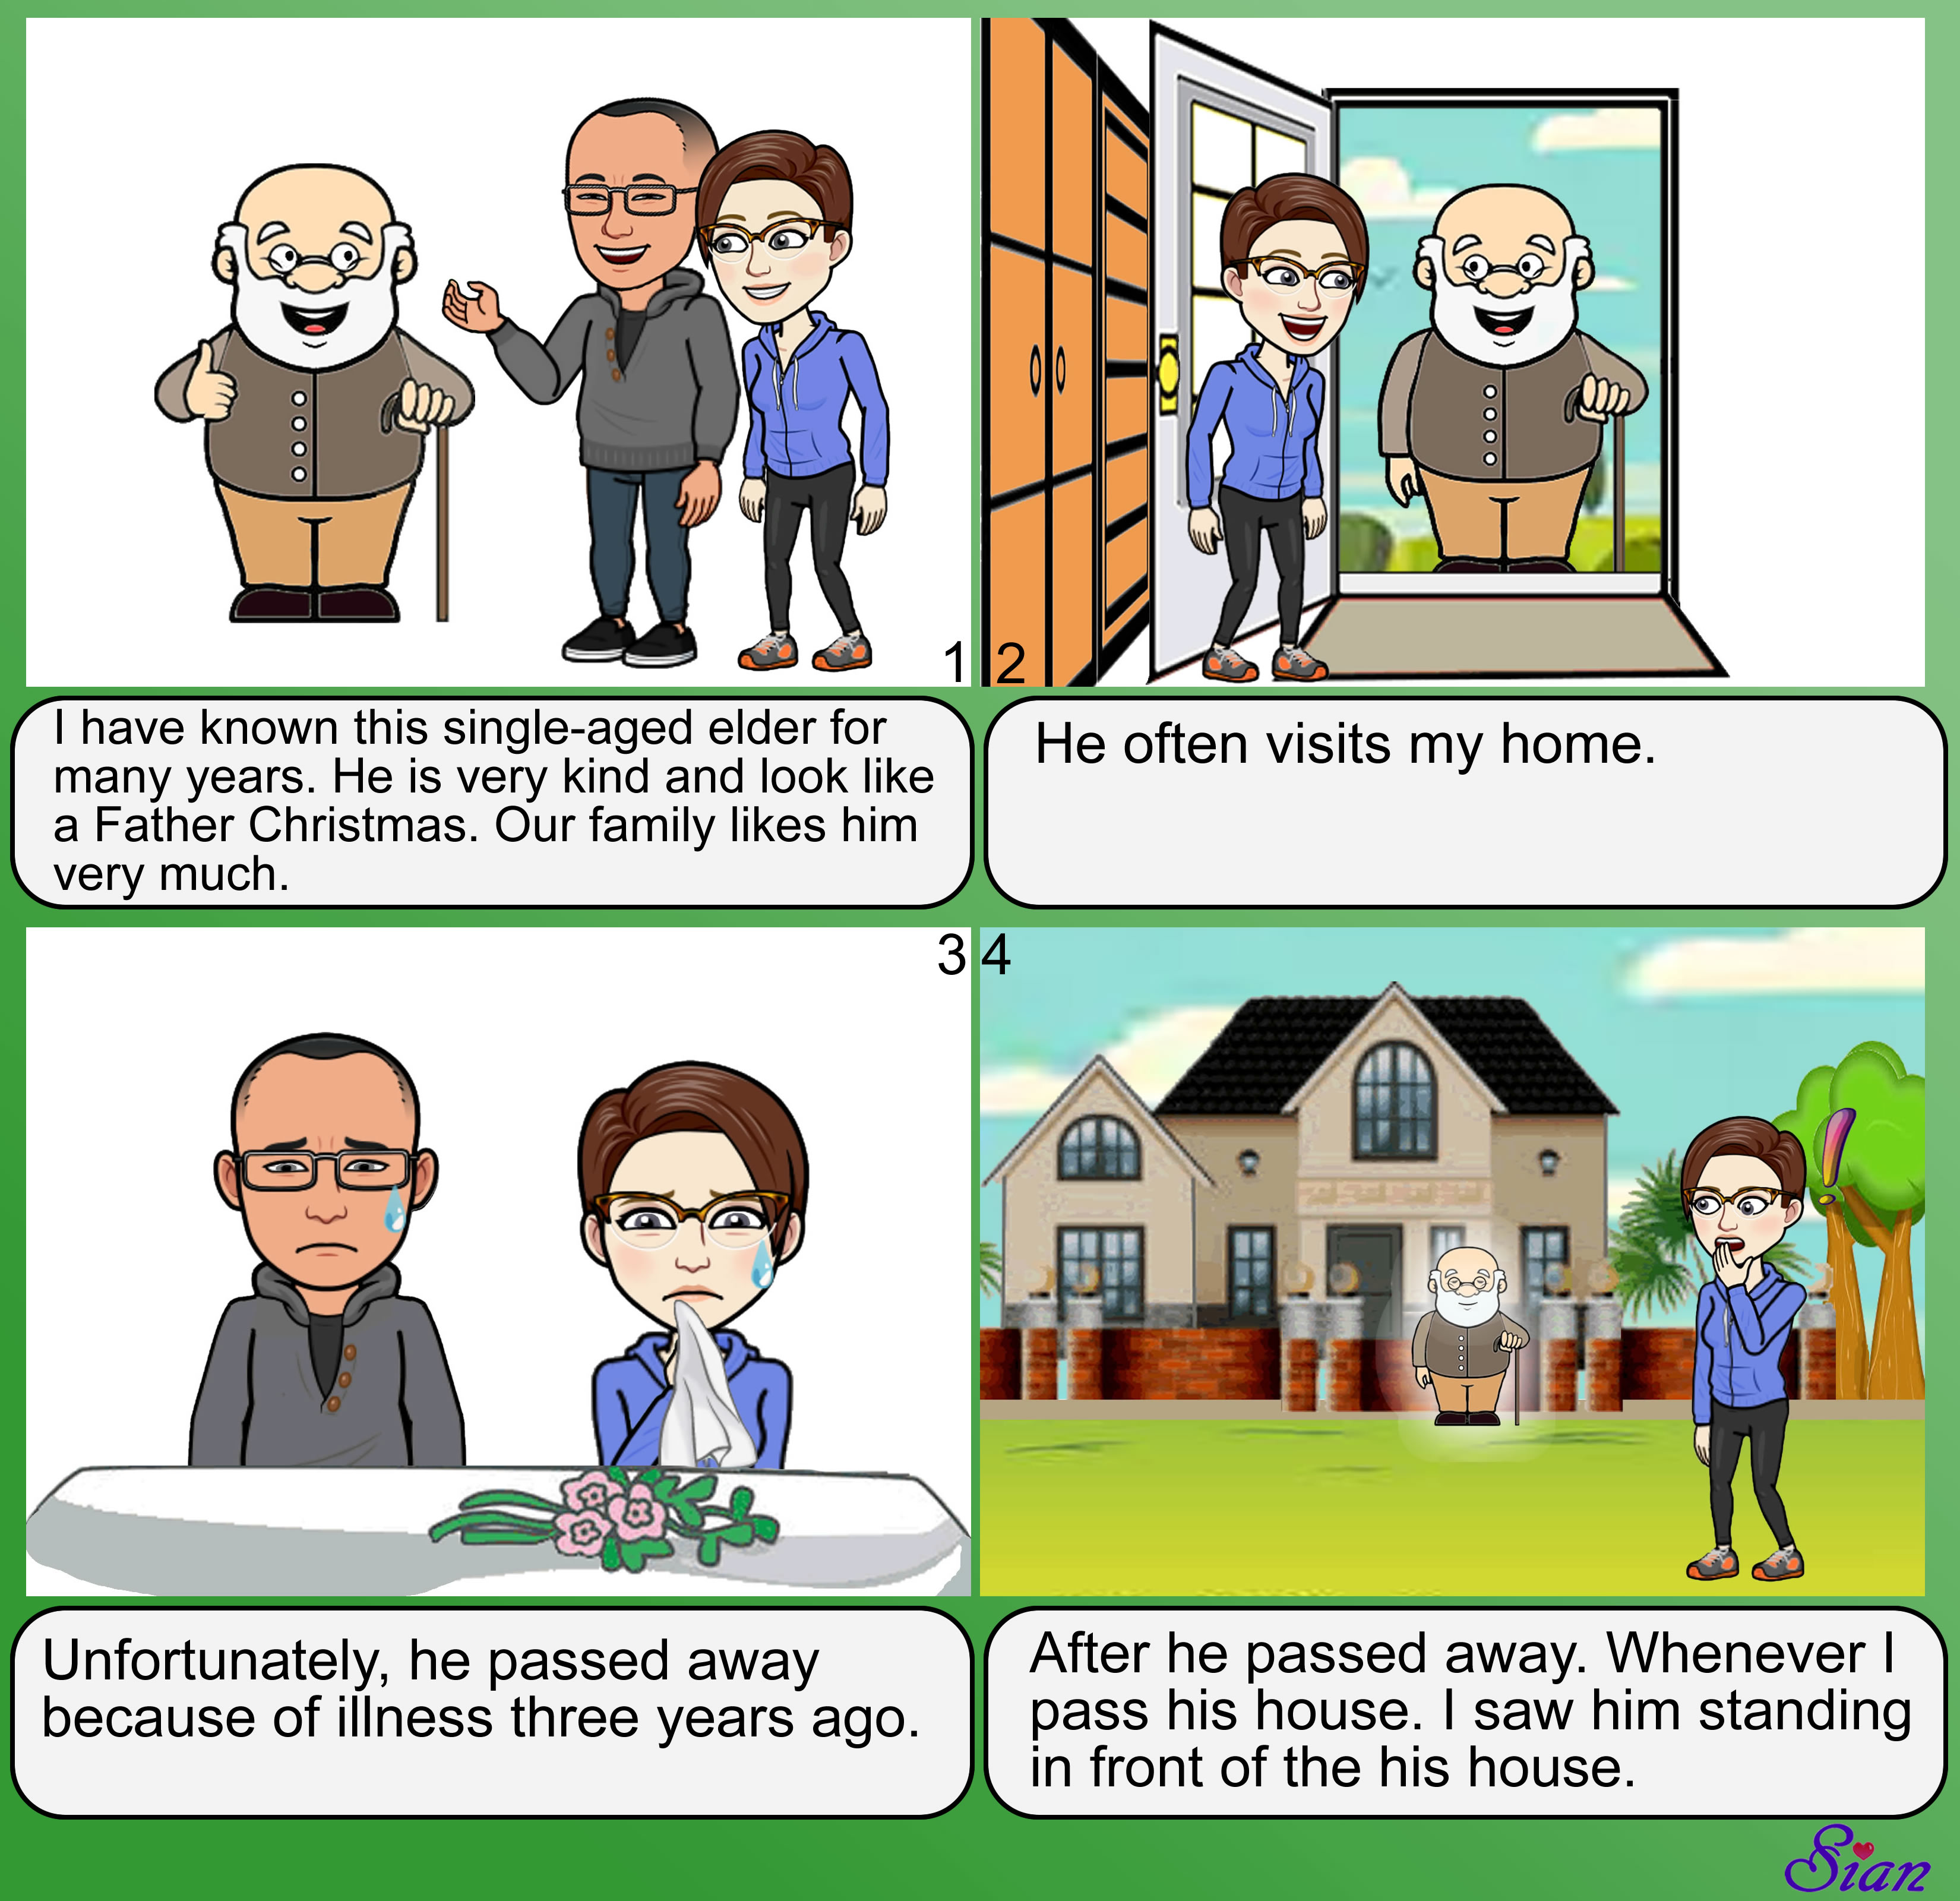 1
I have known this single-aged elder for
many years. He is very kind and look like
a Father Christmas. Our family likes him
very much.
2
He often visits my home.
3
Unfortunately, he passed away
because of illness three years ago.
4
!
After he passed away. Whenever I
pass his house. I saw him standing
in front of the his house.
Sian